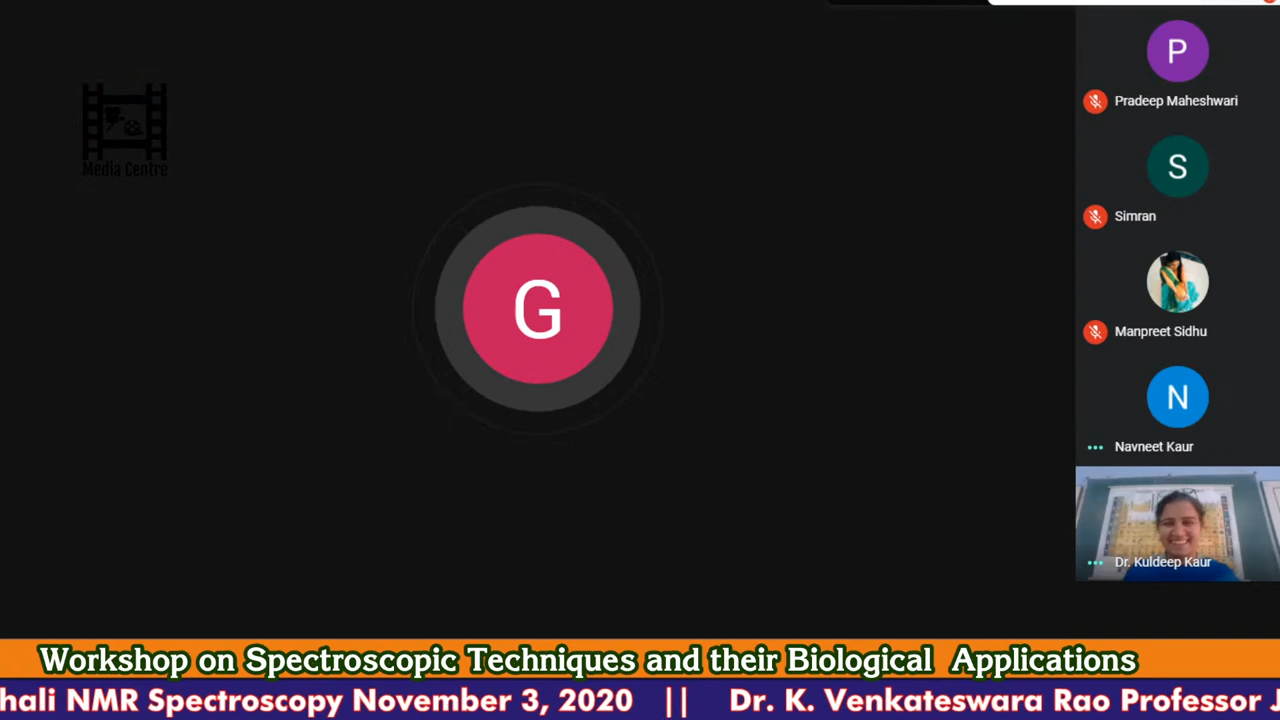 P
Pradeep Maheshwari
S
Simran
Media Centre
G
Manpreet Sidhu
N
Navneet Kaur
Dr. Kuldeep Kaur
Workshop on Spectroscopic Techniques and their Biological Applications
hali NMR Spectroscopy November 3, 2020 || Dr. K. Venkateswara Rao Professor J